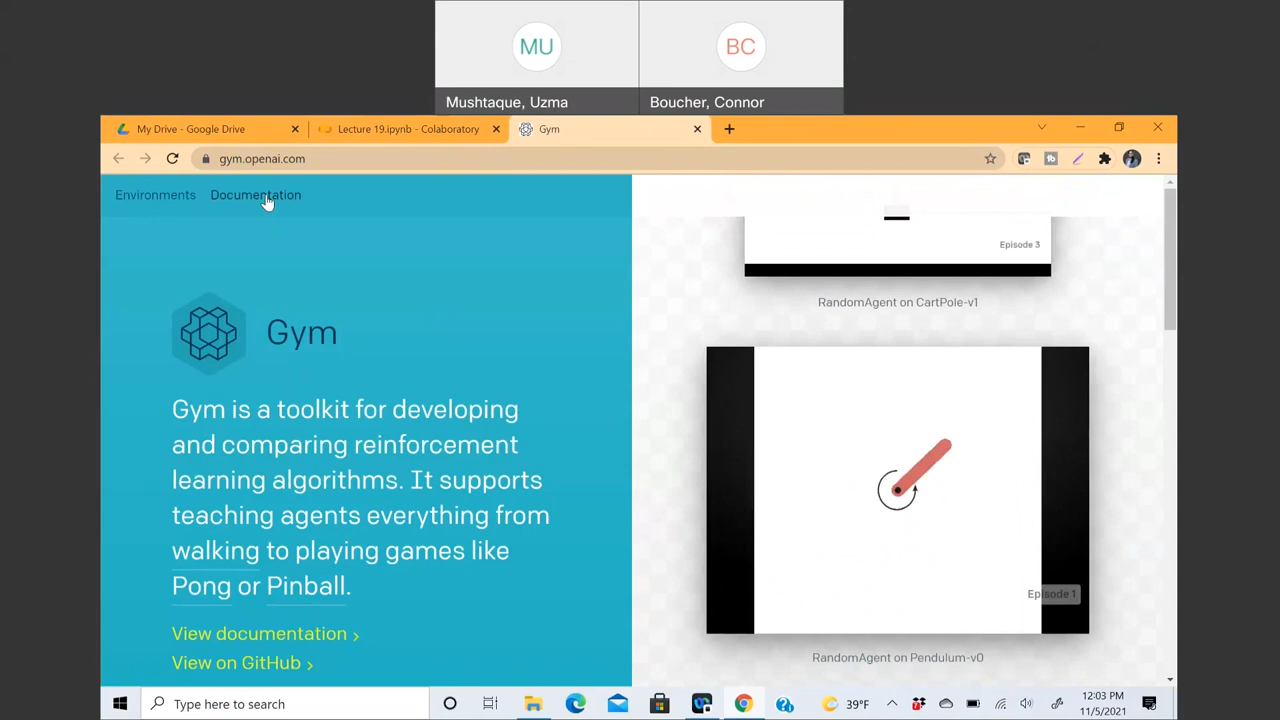 MU
BC
Mushtaque, Uzma
Boucher, Connor
My Drive - Google Drive
Lecture 19.ipynb - Colaboratory
Gym
gym.openai.com
Environments
Documentation
Episode 3
RandomAgent on CartPole-v1
Gym
Gym is a toolkit for developing
and comparing reinforcement
learning algorithms. It supports
teaching agents everything from
walking to playing games like
Pong or Pinball.
View documentation >
View on GitHub >
Episode 1
RandomAgent on Pendulum-v0
Type here to search
39°F
12:03 PM
11/5/2021